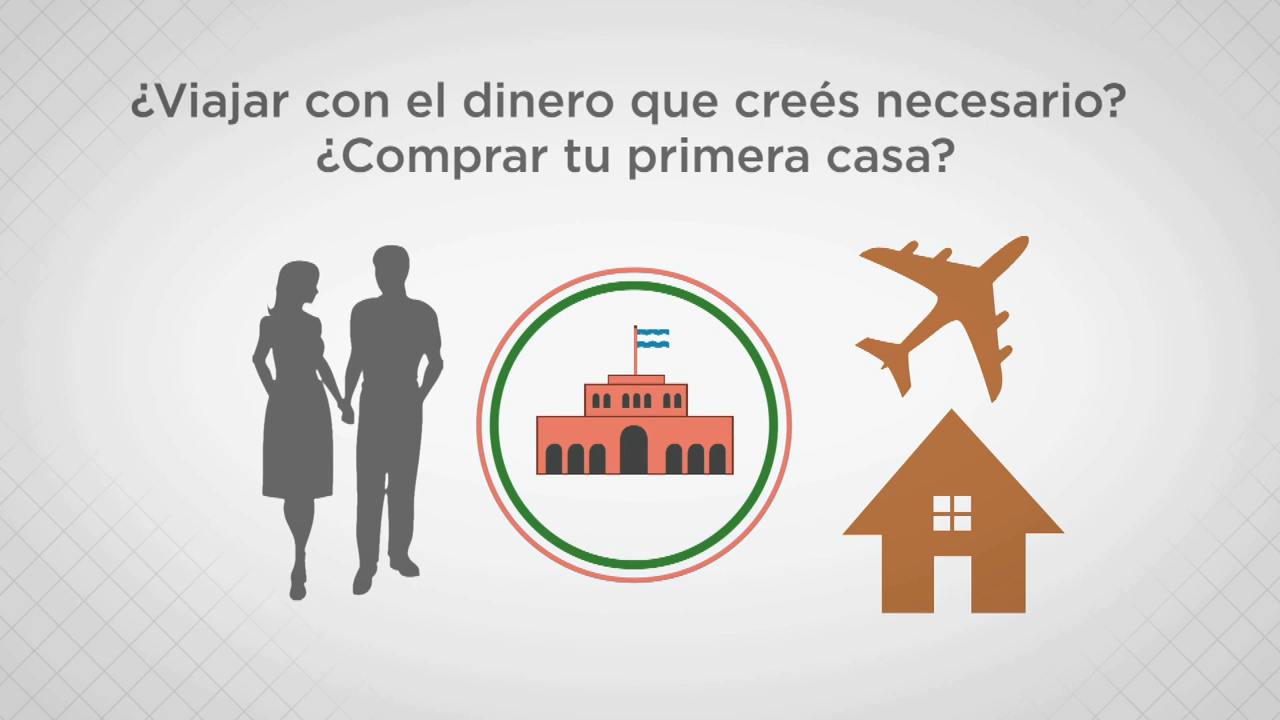 ¿Viajar con el dinero que creés necesario?
¿Comprar tu primera casa?